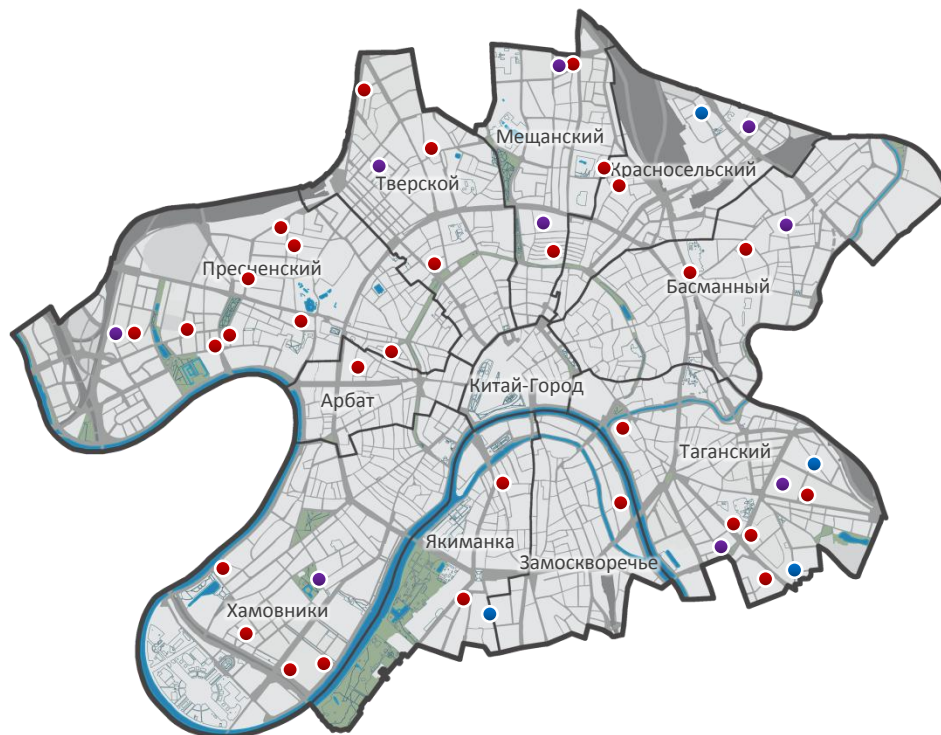 Мещанский
Красносельский
Тверской
Пресненский
Басманный
Китай-Город
Арбат
Таганский
Якиманка
Замоскворечье
Хамовники